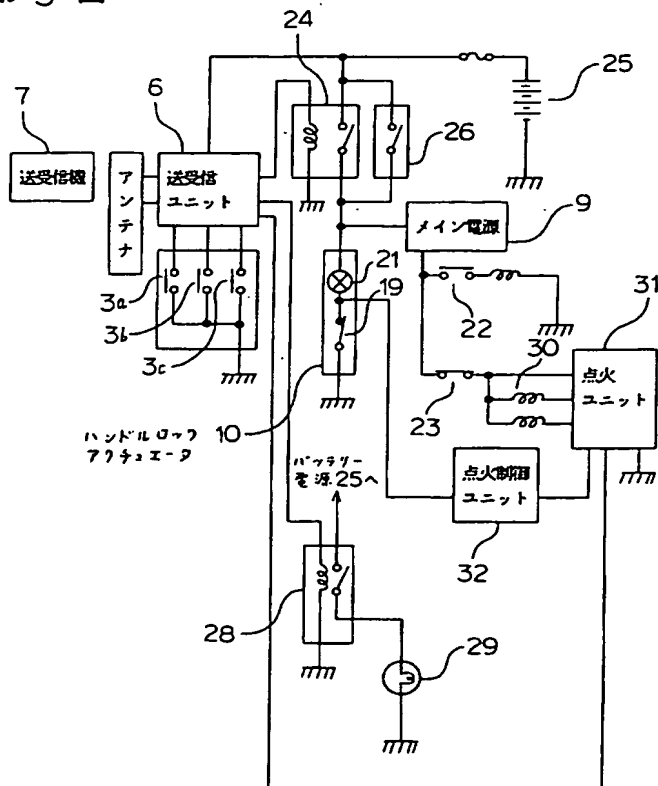 24
25
7
6
26
送受信機
アンテナ
送受信
ユニット
メイン電源
9
21
3a
3b
3c
19
22
31
30
点火
ユニット
23
ハンドルロック
アクチュエータ
10
バッテリー
電源25へ
点火制御
ユニット
32
28
29